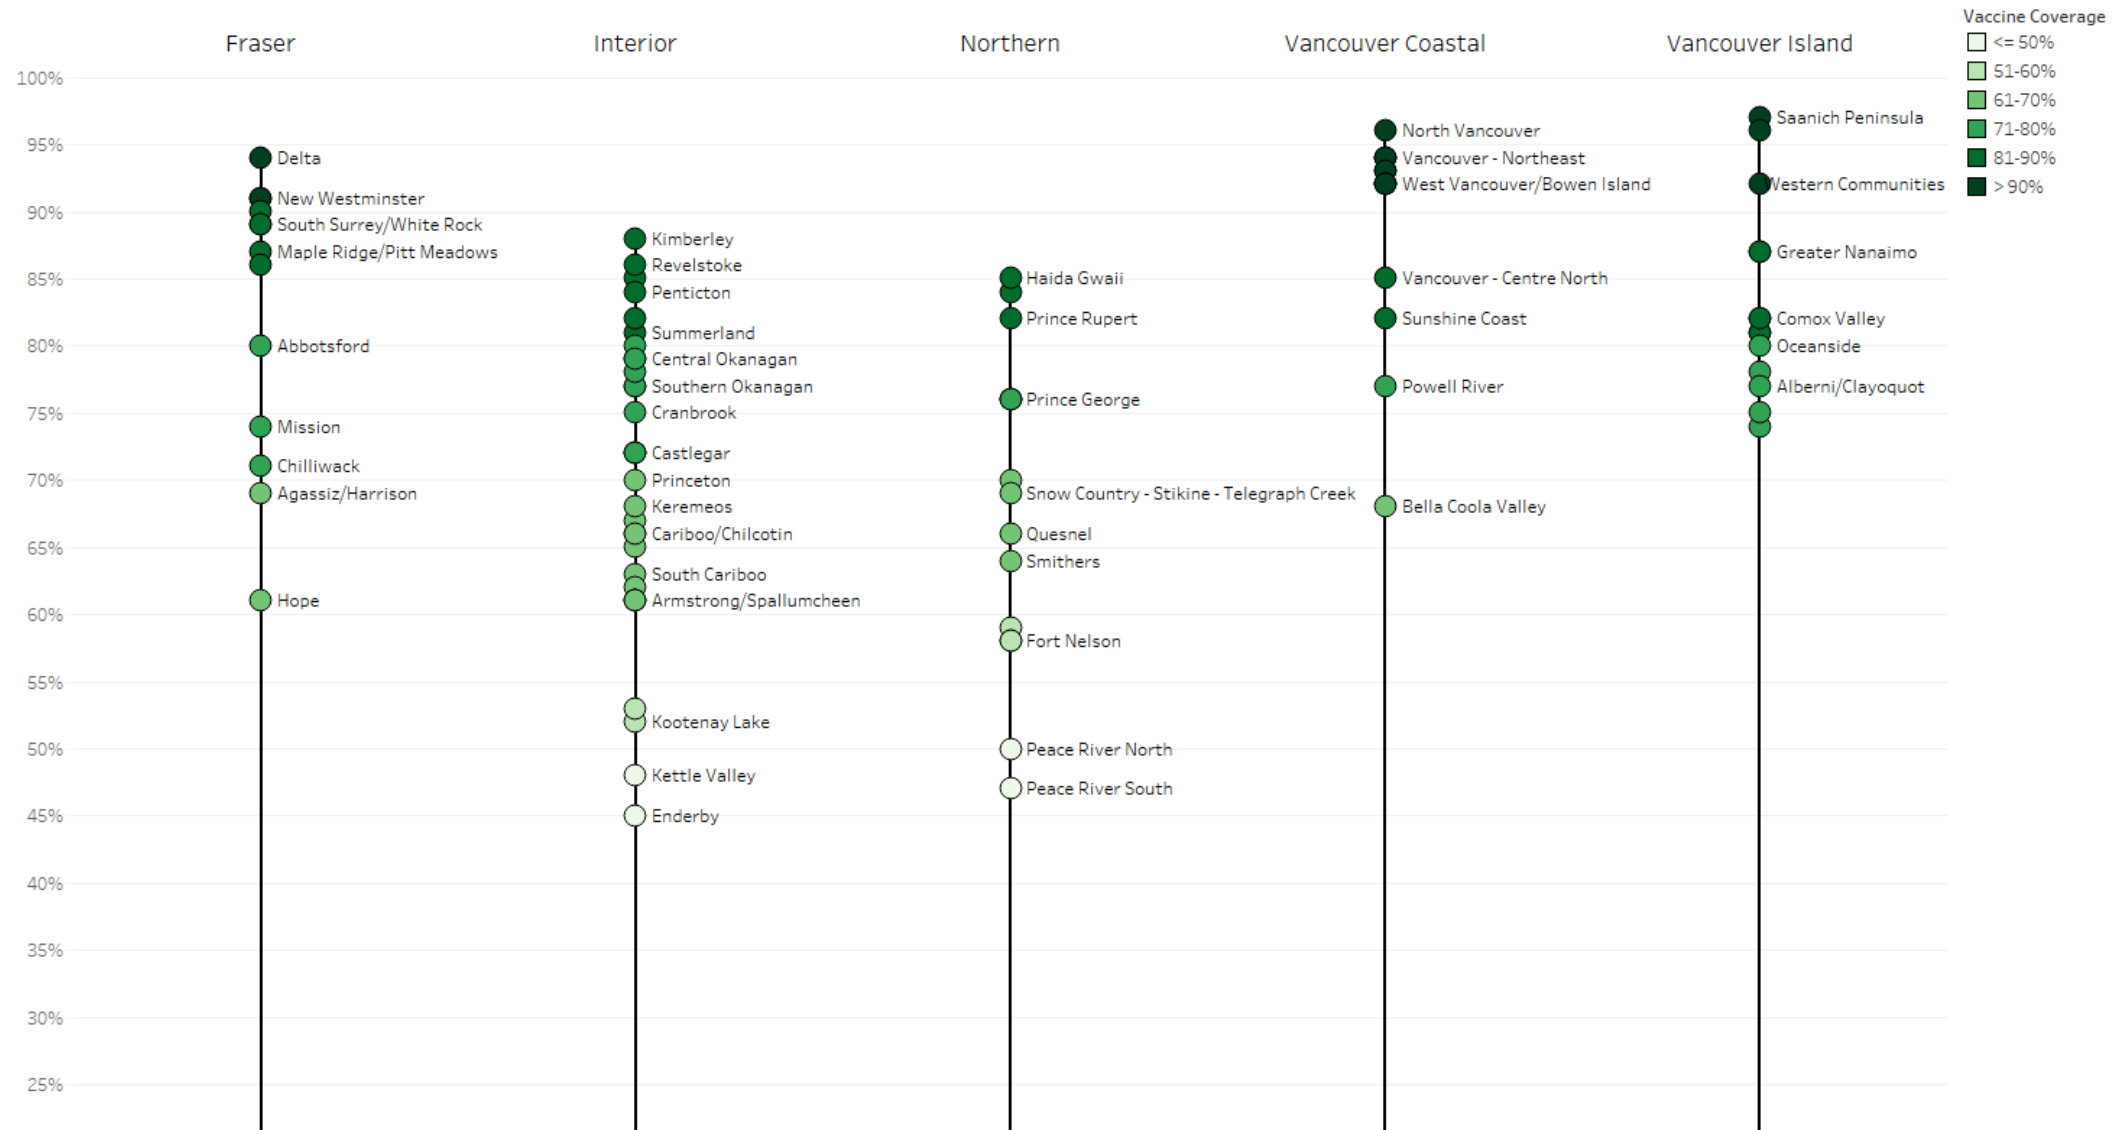 Vaccine Coverage
<= 50%
51-60%
61-70%
71-80%
81-90%
> 90%
Fraser
Interior
Northern
Vancouver Coastal
Vancouver Island
100%
95%
90%
85%
80%
75%
70%
65%
60%
55%
50%
45%
40%
35%
30%
25%
Delta
New Westminster
South Surrey/White Rock
Maple Ridge/Pitt Meadows
Abbotsford
Mission
Chilliwack
Agassiz/Harrison
Hope
Kimberley
Revelstoke
Penticton
Summerland
Central Okanagan
Southern Okanagan
Cranbrook
Castlegar
Princeton
Keremeos
Cariboo/Chilcotin
South Cariboo
Armstrong/Spallumcheen
Kootenay Lake
Kettle Valley
Enderby
Haida Gwaii
Prince Rupert
Prince George
Snow Country - Stikine - Telegraph Creek
Quesnel
Smithers
Fort Nelson
Peace River North
Peace River South
North Vancouver
Vancouver - Northeast
West Vancouver/Bowen Island
Vancouver - Centre North
Sunshine Coast
Powell River
Bella Coola Valley
Saanich Peninsula
Western Communities
Greater Nanaimo
Comox Valley
Oceanside
Alberni/Clayoquot